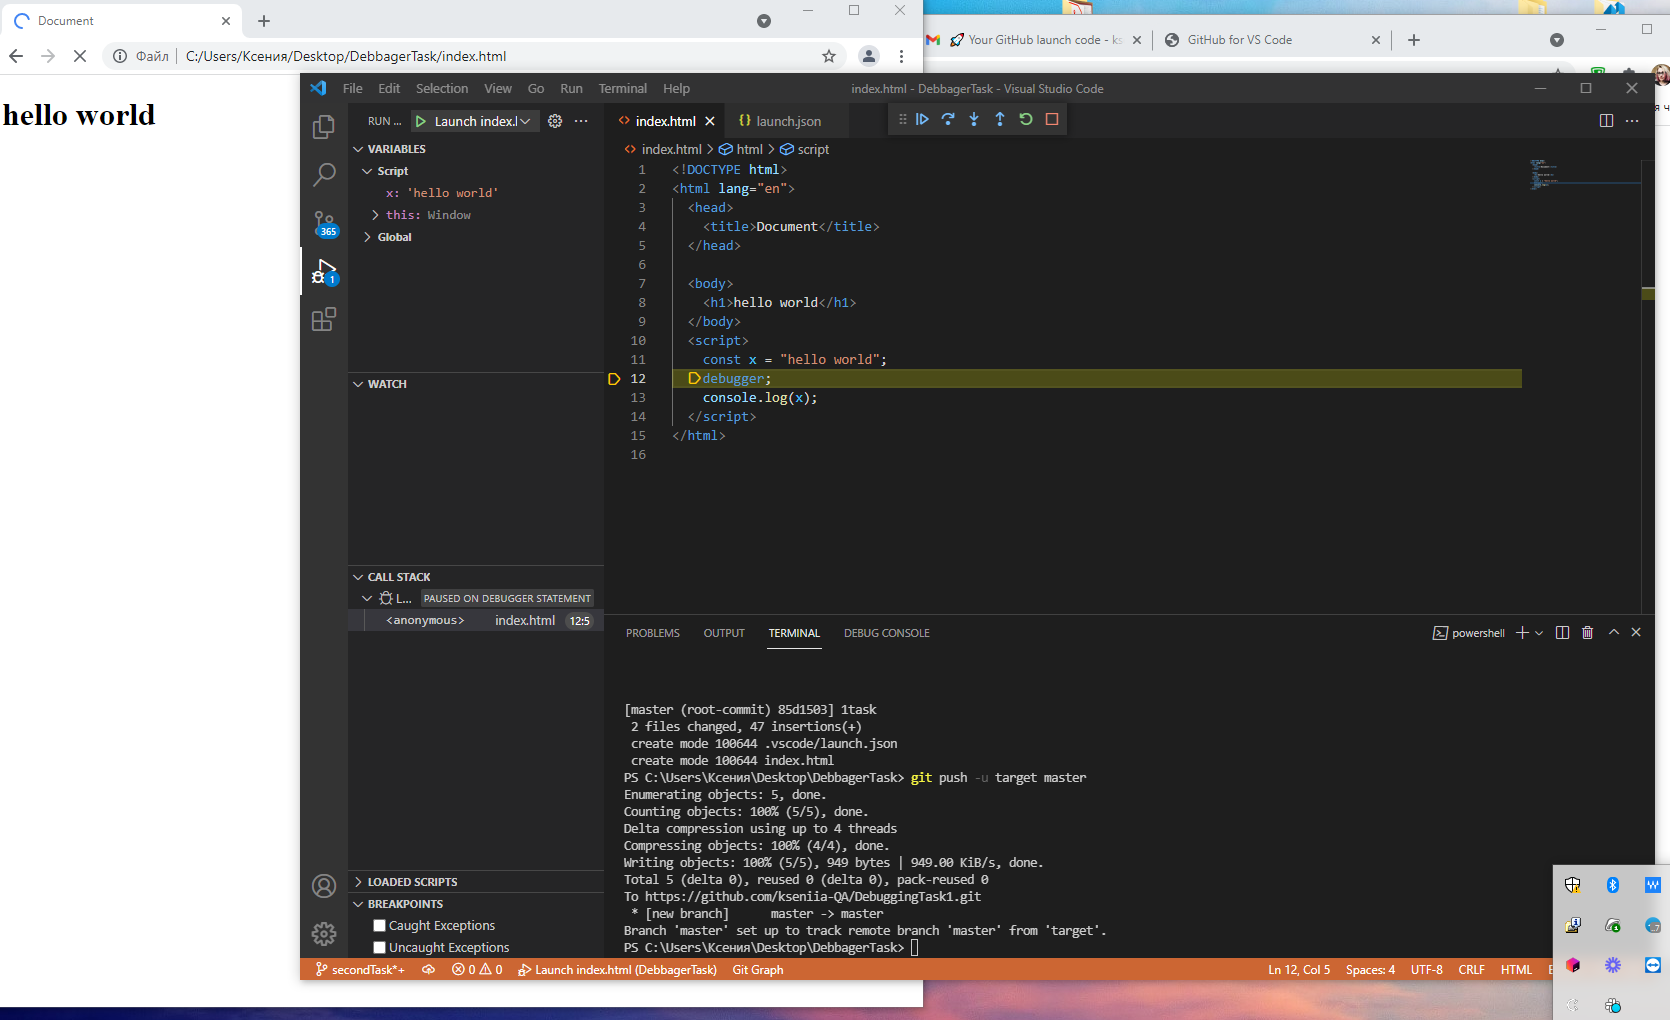 Document
Файл
C:/Users/Ксения/Desktop/DebbagerTask/index.html
Your GitHub launch code - ks
GitHub for VS Code
hello world
я ч
File Edit Selection View Go Run Terminal Help
index.html - DebbagerTask - Visual Studio Code
RUN ...
Launch index.l
index.html
launch.json
index.html > html > script
VARIABLES
Script
x: 'hello world'
this: Window
Global
365
1
WATCH
CALL STACK
L... PAUSED ON DEBUGGER STATEMENT
<anonymous> index.html 12:5
LOADED SCRIPTS
BREAKPOINTS
Caught Exceptions
Uncaught Exceptions
1 <!DOCTYPE html>
2 <html lang="en">
3 <head>
4 <title>Document</title>
5 </head>
6
7 <body>
8 <h1>hello world</h1>
9 </body>
10 <script>
11 const x = "hello world";
12 debugger;
13 console.log(x);
14 </script>
15 </html>
16
PROBLEMS OUTPUT TERMINAL DEBUG CONSOLE
powershell
[master (root-commit) 85d1503] 1task
2 files changed, 47 insertions(+)
create mode 100644 .vscode/launch.json
create mode 100644 index.html
PS C:\Users\Ксения\Desktop\DebbagerTask> git push -u target master
Enumerating objects: 5, done.
Counting objects: 100% (5/5), done.
Delta compression using up to 4 threads
Compressing objects: 100% (4/4), done.
Writing objects: 100% (5/5), 949 bytes | 949.00 KiB/s, done.
Total 5 (delta 0), reused 0 (delta 0), pack-reused 0
To https://github.com/kseniia-QA/DebuggingTask1.git
* [new branch] master -> master
Branch 'master' set up to track remote branch 'master' from 'target'.
PS C:\Users\Ксения\Desktop\DebbagerTask>
secondTask*+
0 0
Launch index.html (DebbagerTask)
Git Graph
Ln 12, Col 5 Spaces: 4 UTF-8 CRLF HTML